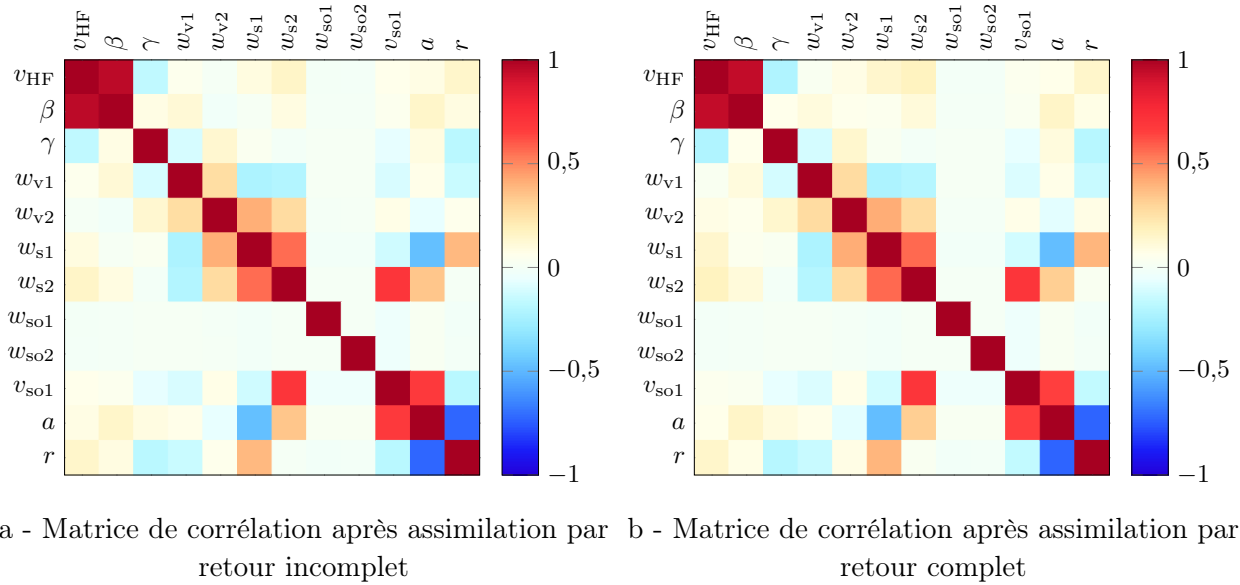 v_HF β γ w_v1 w_v2 w_s1 w_s2 w_so1 w_so2 v_so1 a r
v_HF
β
γ
w_v1
w_v2
w_s1
w_s2
w_so1
w_so2
v_so1
a
r
1
0,5
0
−0,5
−1
a - Matrice de corrélation après assimilation par
retour incomplet
v_HF β γ w_v1 w_v2 w_s1 w_s2 w_so1 w_so2 v_so1 a r
v_HF
β
γ
w_v1
w_v2
w_s1
w_s2
w_so1
w_so2
v_so1
a
r
1
0,5
0
−0,5
−1
b - Matrice de corrélation après assimilation par
retour complet